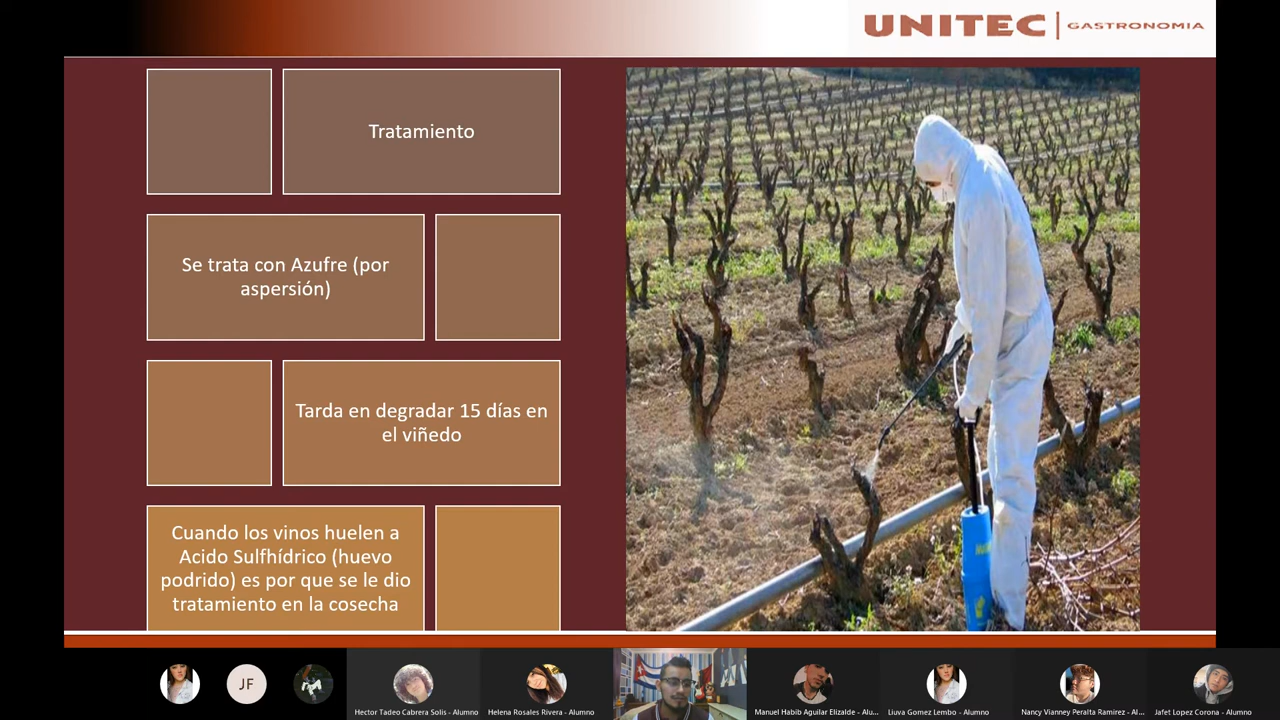 UNITEC | GASTRONOMIA
Tratamiento
Se trata con Azufre (por
aspersión)
Tarda en degradar 15 días en
el viñedo
Cuando los vinos huelen a
Acido Sulfhídrico (huevo
podrido) es por que se le dio
tratamiento en la cosecha
JF
Hector Tadeo Cabrera Solis - Alumno
Helena Rosales Rivera - Alumno
Manuel Habib Aguilar Elizalde - Alu...
Liuva Gomez Lembo - Alumno
Nancy Vianney Peralta Ramirez - Al...
Jafet Lopez Corona - Alumno